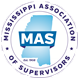 MISSISSIPPI ASSOCIATION
MAS
OF SUPERVISORS